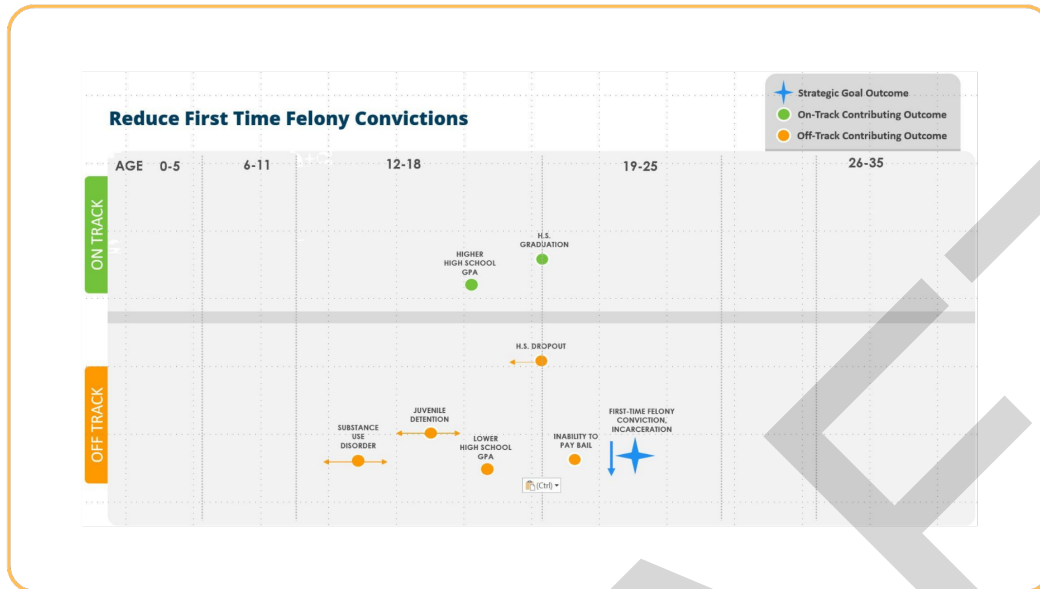 Strategic Goal Outcome
On-Track Contributing Outcome
Off-Track Contributing Outcome
Reduce First Time Felony Convictions
AGE 0-5 6-11 12-18 19-25 26-35
ON TRACK
H.S.
GRADUATION
HIGHER
HIGH SCHOOL
GPA
H.S. DROPOUT
OFF TRACK
JUVENILE
DETENTION
SUBSTANCE
USE
DISORDER
LOWER
HIGH SCHOOL
GPA
INABILITY TO
PAY BAIL
FIRST-TIME FELONY
CONVICTION,
INCARCERATION
(Ctrl)